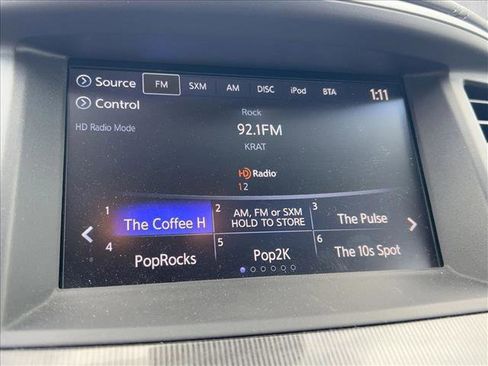 Source FM SXM AM DISC iPod BTA 1:11
Control
Rock
HD Radio Mode
92.1FM
KRAT
HD Radio
12
1 The Coffee H
2 AM, FM or SXM
HOLD TO STORE
3 The Pulse
4 PopRocks
5 Pop2K
6 The 10s Spot